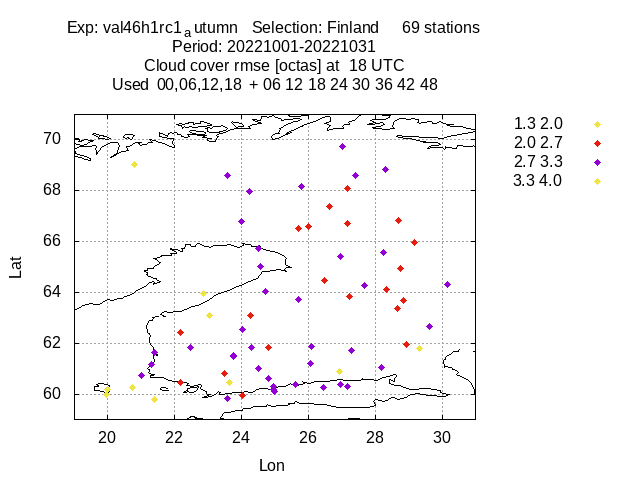 Exp: val46h1rc1autumn Selection: Finland 69 stations
Period: 20221001-20221031
Cloud cover rmse [octas] at 18 UTC
Used 00,06,12,18 + 06 12 18 24 30 36 42 48
1.3 2.0
2.0 2.7
2.7 3.3
3.3 4.0
70
68
66
64
62
60
Lat
20 22 24 26 28 30
Lon